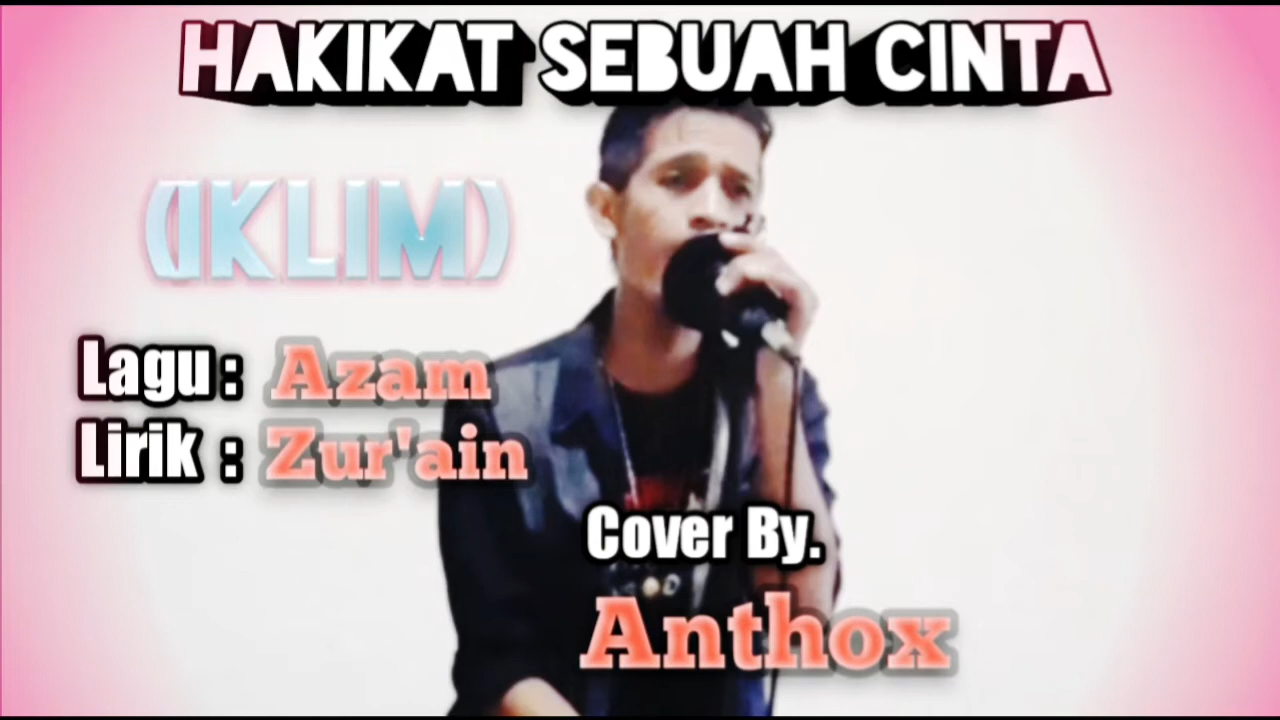 HAKIKAT SEBUAH CINTA
(IKLIM)
Lagu : Azam
Lirik : Zur'ain
Cover By.
Anthox